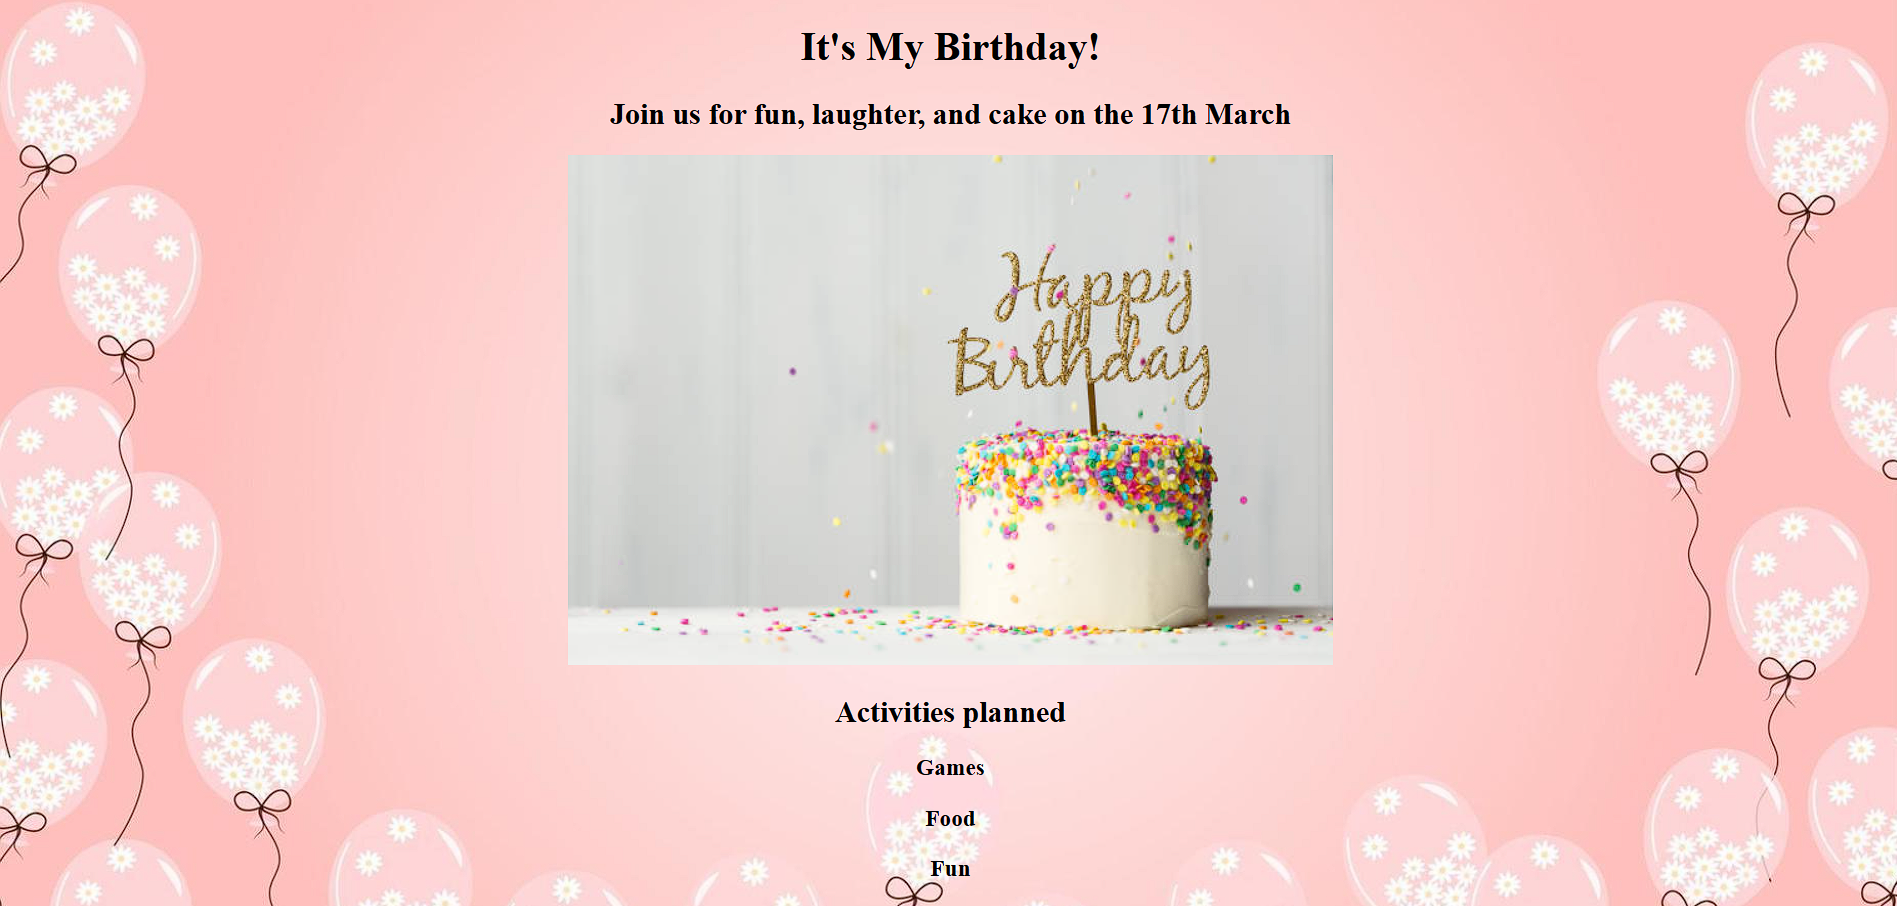 It's My Birthday!
Join us for fun, laughter, and cake on the 17th March
Happy
Birthday
Activities planned
Games
Food
Fun